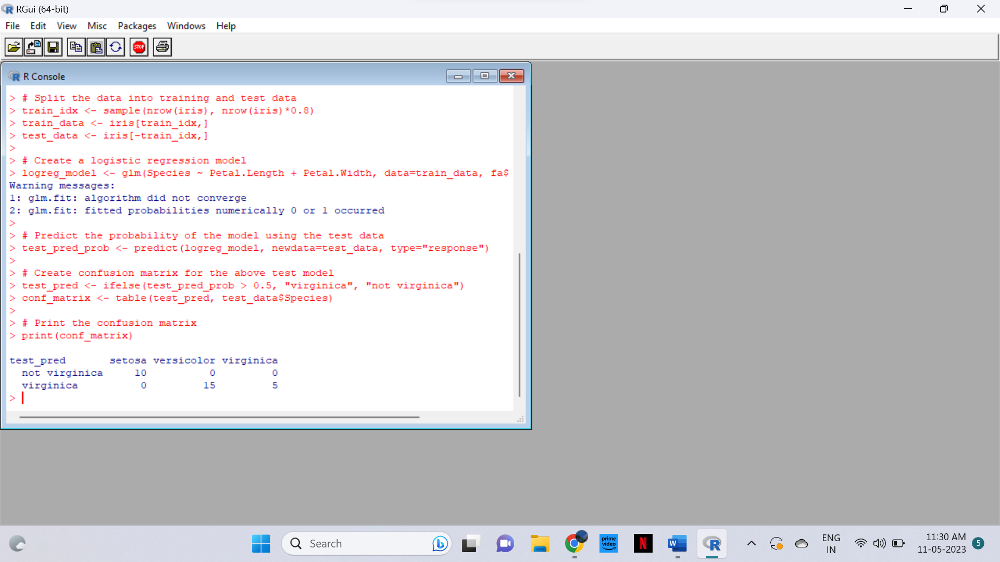 RGui (64-bit)
File Edit View Misc Packages Windows Help
STOP
R Console
> # Split the data into training and test data
> train_idx <- sample(nrow(iris), nrow(iris)*0.8)
> train_data <- iris[train_idx,]
> test_data <- iris[-train_idx,]
>
> # Create a logistic regression model
> logreg_model <- glm(Species ~ Petal.Length + Petal.Width, data=train_data, fa$
Warning messages:
1: glm.fit: algorithm did not converge
2: glm.fit: fitted probabilities numerically 0 or 1 occurred
>
> # Predict the probability of the model using the test data
> test_pred_prob <- predict(logreg_model, newdata=test_data, type="response")
>
> # Create confusion matrix for the above test model
> test_pred <- ifelse(test_pred_prob > 0.5, "virginica", "not virginica")
> conf_matrix <- table(test_pred, test_data$Species)
>
> # Print the confusion matrix
> print(conf_matrix)
test_pred       setosa versicolor virginica
  not virginica     10          0         0
  virginica          0         15         5
>
Search
prime video
N
W
R
ENG
IN
11:30 AM
11-05-2023
5